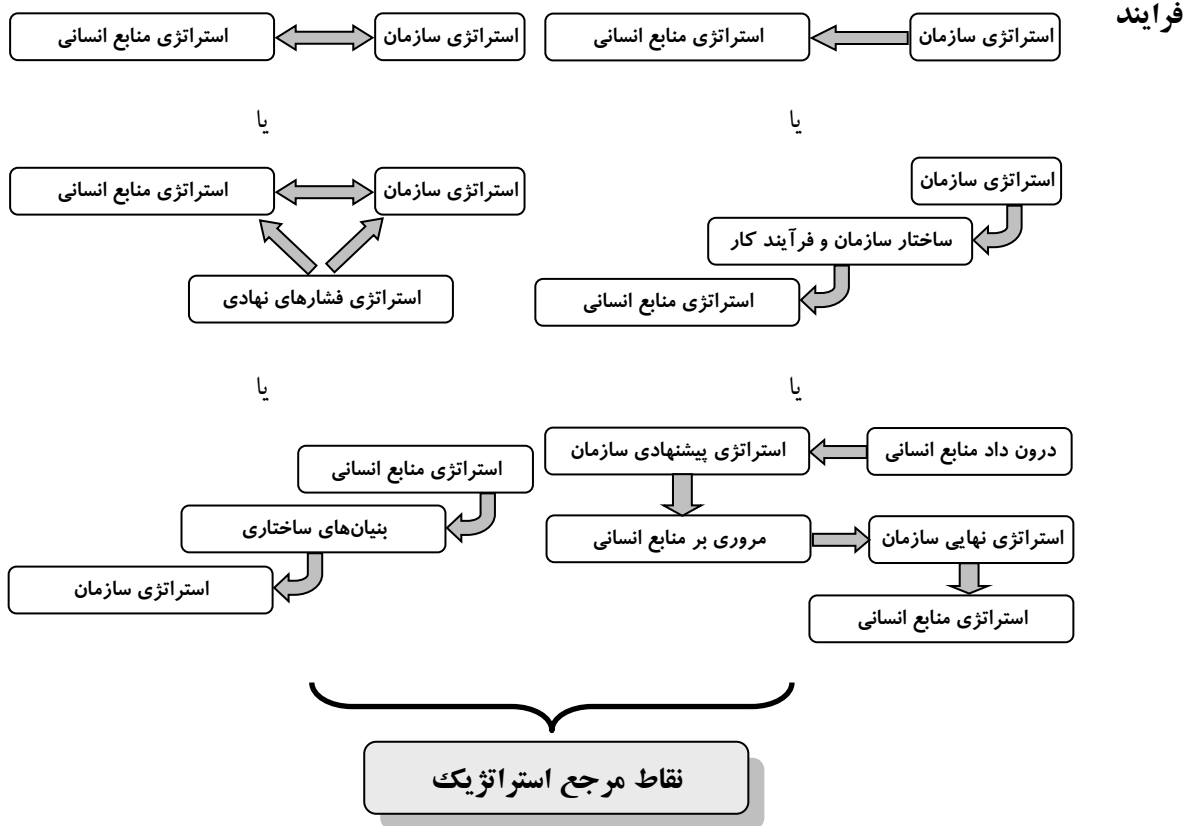 فرایند
استراتژی سازمان
استراتژی منابع انسانی
استراتژی سازمان
استراتژی منابع انسانی
یا
یا
استراتژی سازمان
ساختار سازمان و فرآیند کار
استراتژی منابع انسانی
استراتژی سازمان
استراتژی منابع انسانی
استراتژی فشارهای نهادی
یا
یا
درون داد منابع انسانی
استراتژی پیشنهادی سازمان
مروری بر منابع انسانی
استراتژی نهایی سازمان
استراتژی منابع انسانی
استراتژی منابع انسانی
بنیان‌های ساختاری
استراتژی سازمان
نقاط مرجع استراتژیک